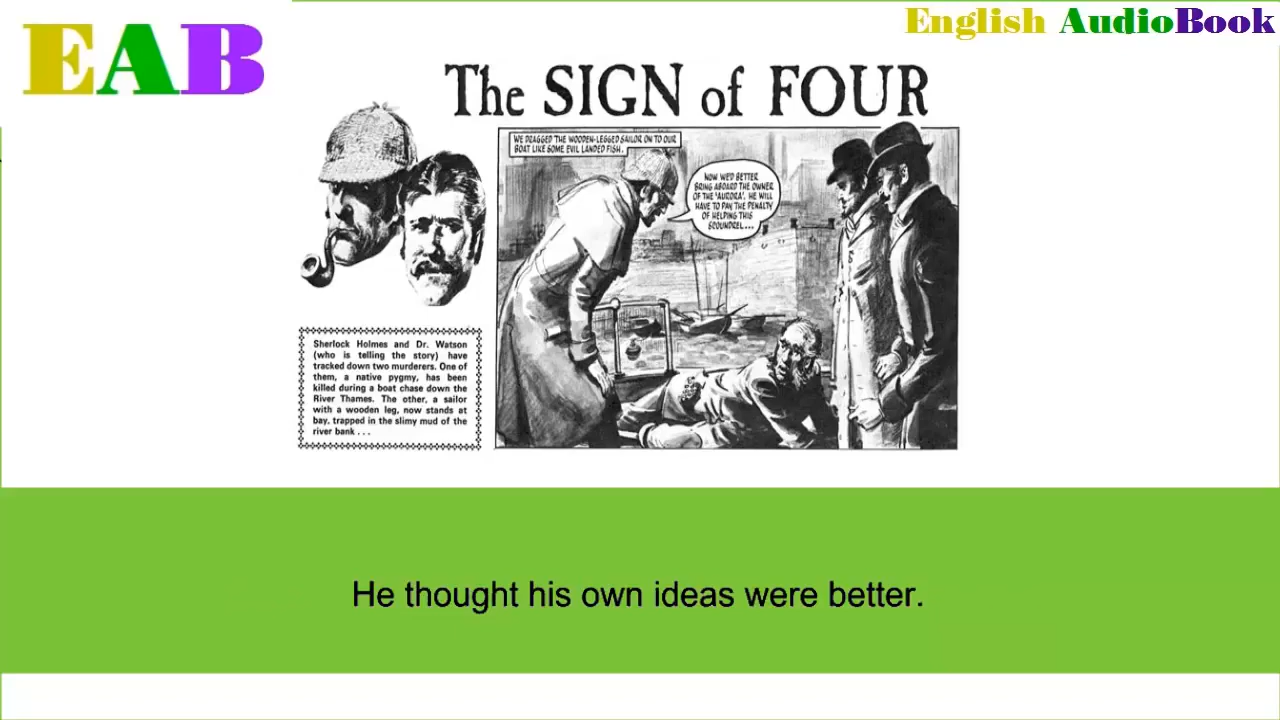 EAB
English AudioBook
The SIGN of FOUR
WE DRAGGED THE WOODEN-LEGGED SAILOR ON TO OUR
BOAT LIKE SOME EVIL LANDED FISH.
NOW WE'D BETTER
BRING ABOARD THE OWNER
OF THE 'AURORA'. HE WILL
HAVE TO PAY THE PENALTY
OF HELPING THIS
SCOUNDREL...
Sherlock Holmes and Dr. Watson
(who is telling the story) have
tracked down two murderers. One of
them, a native pygmy, has been
killed during a boat chase down the
River Thames. The other, a sailor
with a wooden leg, now stands at
bay, trapped in the slimy mud of the
river bank . . .
He thought his own ideas were better.